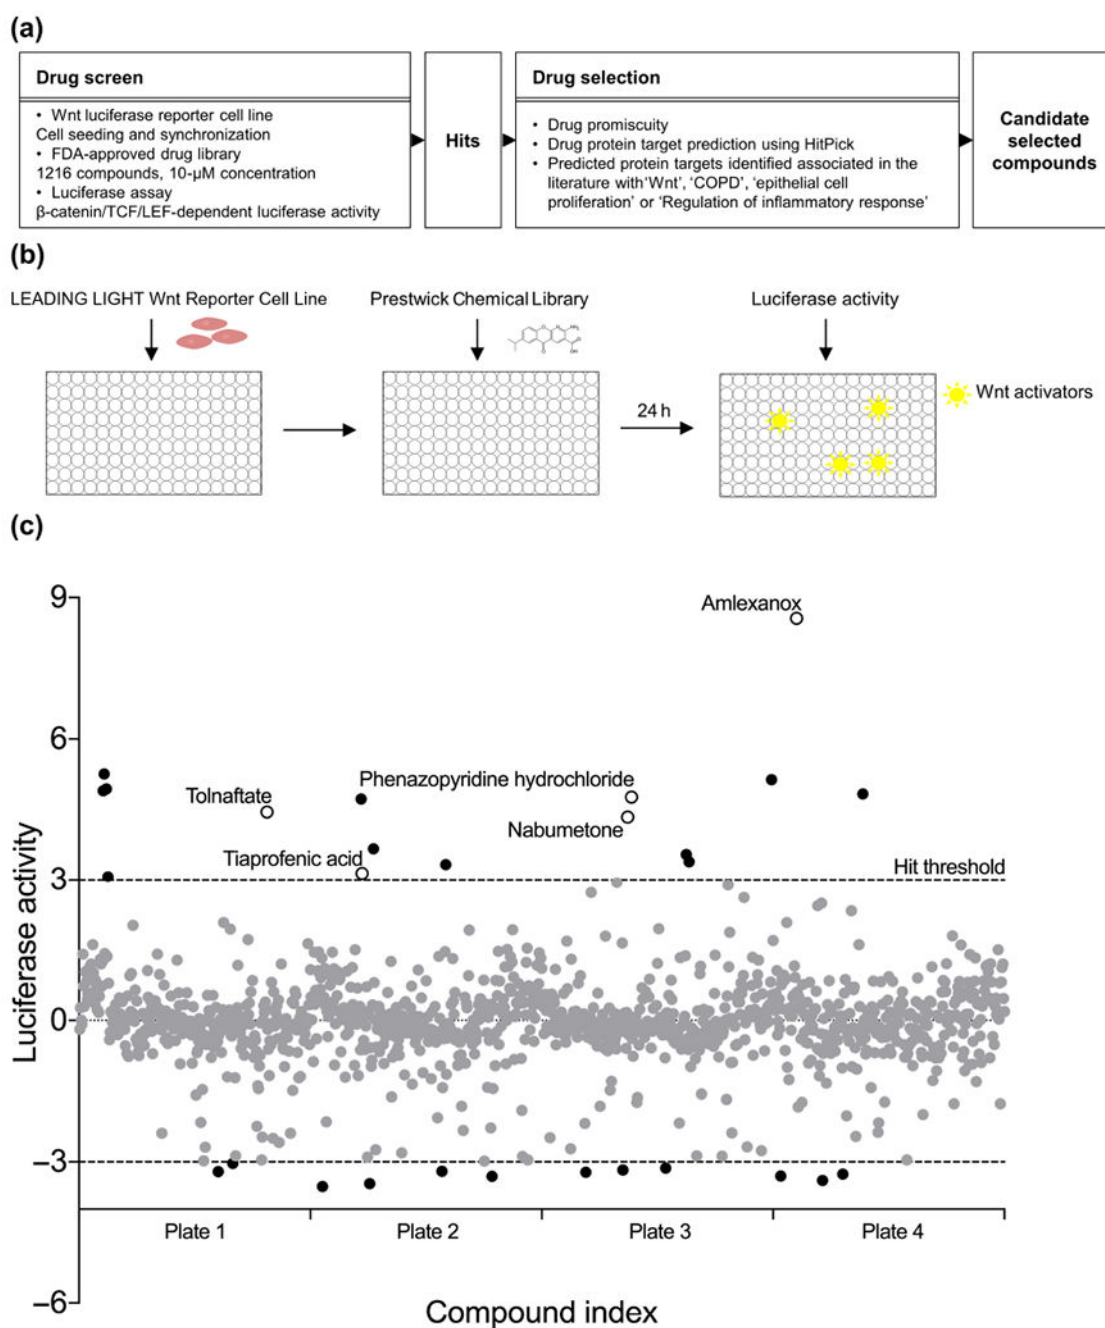 (a)
Drug screen
• Wnt luciferase reporter cell line
Cell seeding and synchronization
• FDA-approved drug library
1216 compounds, 10-µM concentration
• Luciferase assay
β-catenin/TCF/LEF-dependent luciferase activity
Hits
Drug selection
• Drug promiscuity
• Drug protein target prediction using HitPick
• Predicted protein targets identified associated in the
literature with‘Wnt’, ‘COPD’, ‘epithelial cell
proliferation’ or ‘Regulation of inflammatory response’
Candidate
selected
compounds
(b)
LEADING LIGHT Wnt Reporter Cell Line
Prestwick Chemical Library
Luciferase activity
24 h
Wnt activators
(c)
Luciferase activity
9
6
3
0
−3
−6
Amlexanox
Phenazopyridine hydrochloride
Tolnaftate
Nabumetone
Tiaprofenic acid
Hit threshold
Plate 1
Plate 2
Plate 3
Plate 4
Compound index